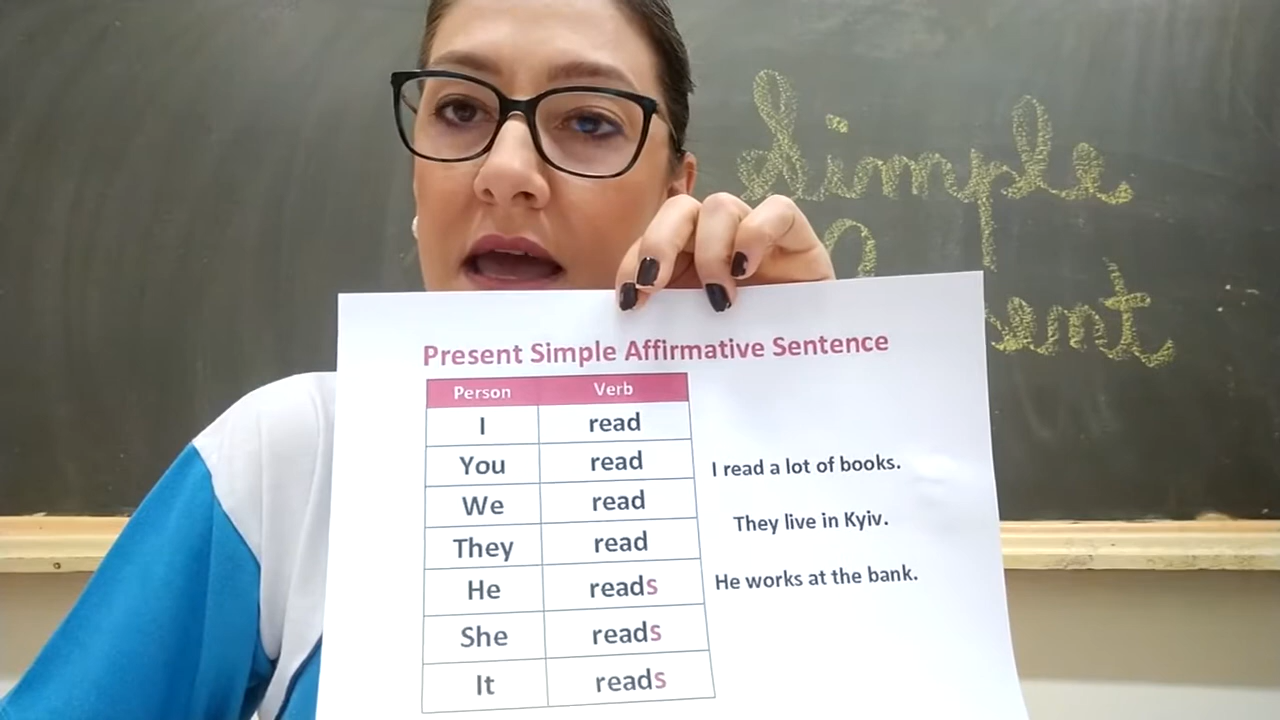 Simple
Present Simple Affirmative Sentence
Person Verb
I read
You read
We read
They read
He reads
She reads
It reads
I read a lot of books.
They live in Kyiv.
He works at the bank.